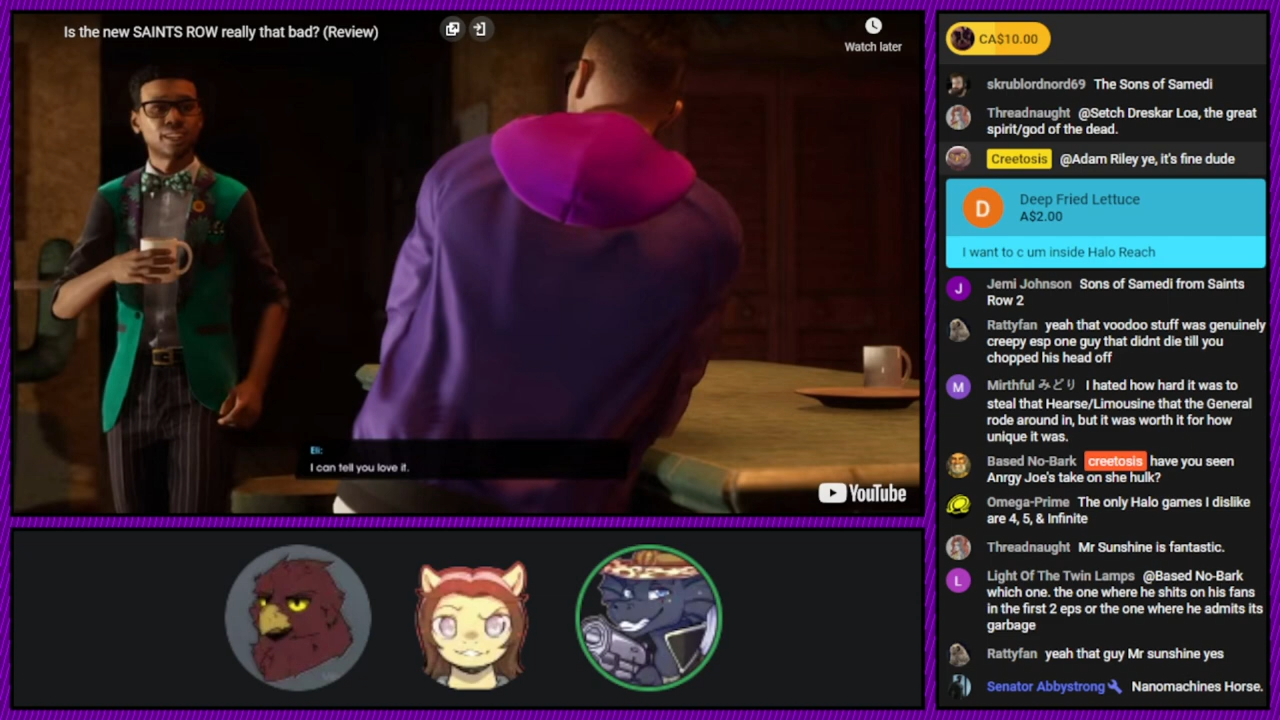 Is the new SAINTS ROW really that bad? (Review)
Watch later
Eli:
I can tell you love it.
YouTube
CA$10.00
skrublordnord69 The Sons of Samedi
Threadnaught @Setch Dreskar Loa, the great
spirit/god of the dead.
Creetosis @Adam Riley ye, it's fine dude
D
Deep Fried Lettuce
A$2.00
I want to c um inside Halo Reach
J
Jemi Johnson Sons of Samedi from Saints
Row 2
Rattyfan yeah that voodoo stuff was genuinely
creepy esp one guy that didnt die till you
chopped his head off
M
Mirthful みどり I hated how hard it was to
steal that Hearse/Limousine that the General
rode around in, but it was worth it for how
unique it was.
Based No-Bark creetosis have you seen
Anrgy Joe's take on she hulk?
Omega-Prime The only Halo games I dislike
are 4, 5, & Infinite
Threadnaught Mr Sunshine is fantastic.
L
Light Of The Twin Lamps @Based No-Bark
which one. the one where he shits on his fans
in the first 2 eps or the one where he admits its
garbage
Rattyfan yeah that guy Mr sunshine yes
Senator Abbystrong Nanomachines Horse.